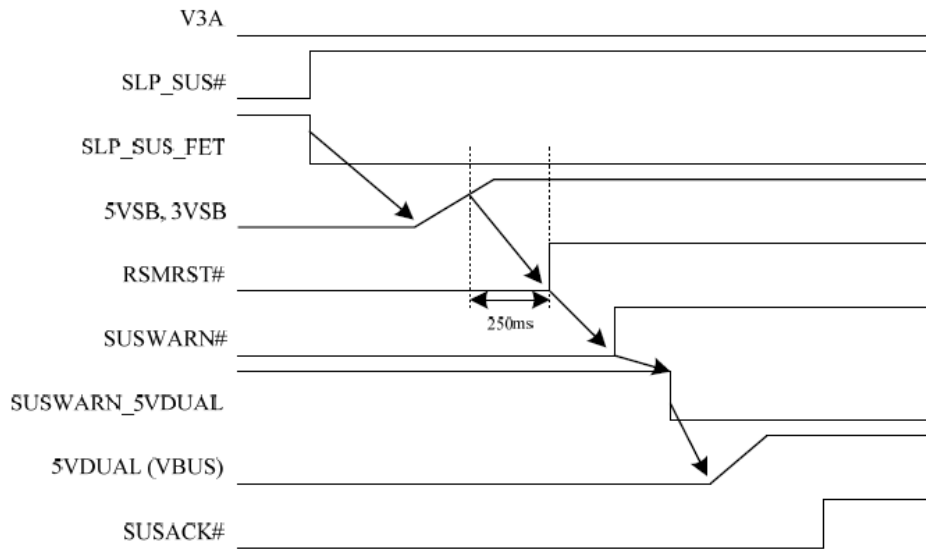 V3A
SLP_SUS#
SLP_SUS_FET
5VSB, 3VSB
RSMRST#
250ms
SUSWARN#
SUSWARN_5VDUAL
5VDUAL (VBUS)
SUSACK#